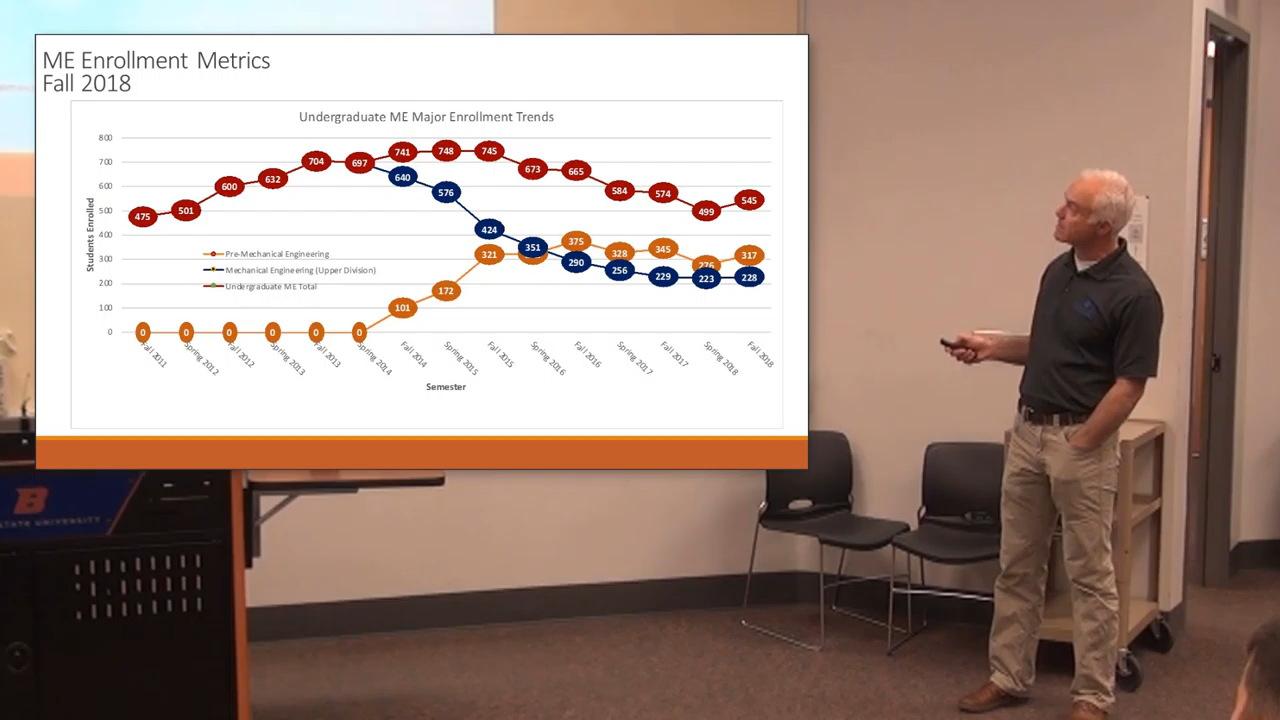 ME Enrollment Metrics
Fall 2018
Undergraduate ME Major Enrollment Trends
Students Enrolled
800
700
600
500
400
300
200
100
0
475 501 600 632 704 697 741 748 745 673 665 584 574 499 545
640 576 424 351 290 256 229 223 228
0 0 0 0 0 0 101 172 321 375 328 345 276 317
Pre-Mechanical Engineering
Mechanical Engineering (Upper Division)
Undergraduate ME Total
Fall 2011 Spring 2012 Fall 2012 Spring 2013 Fall 2013 Spring 2014 Fall 2014 Spring 2015 Fall 2015 Spring 2016 Fall 2016 Spring 2017 Fall 2017 Spring 2018 Fall 2018
Semester
B
STATE UNIVERSITY